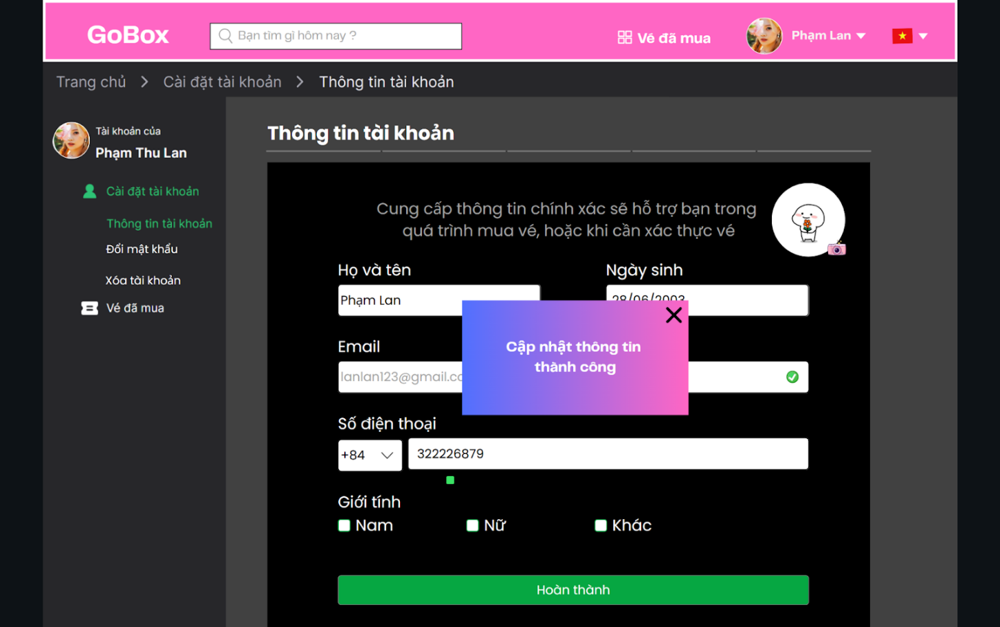 GoBox
Bạn tìm gì hôm nay ?
Vé đã mua
Phạm Lan
Trang chủ > Cài đặt tài khoản > Thông tin tài khoản
Tài khoản của
Phạm Thu Lan
Cài đặt tài khoản
Thông tin tài khoản
Đổi mật khẩu
Xóa tài khoản
Vé đã mua
Thông tin tài khoản
Cung cấp thông tin chính xác sẽ hỗ trợ bạn trong
quá trình mua vé, hoặc khi cần xác thực vé
Họ và tên
Phạm Lan
Ngày sinh
28/06/2003
Email
lanlan123@gmail.co
Cập nhật thông tin
thành công
Số điện thoại
+84
322226879
Giới tính
Nam
Nữ
Khác
Hoàn thành